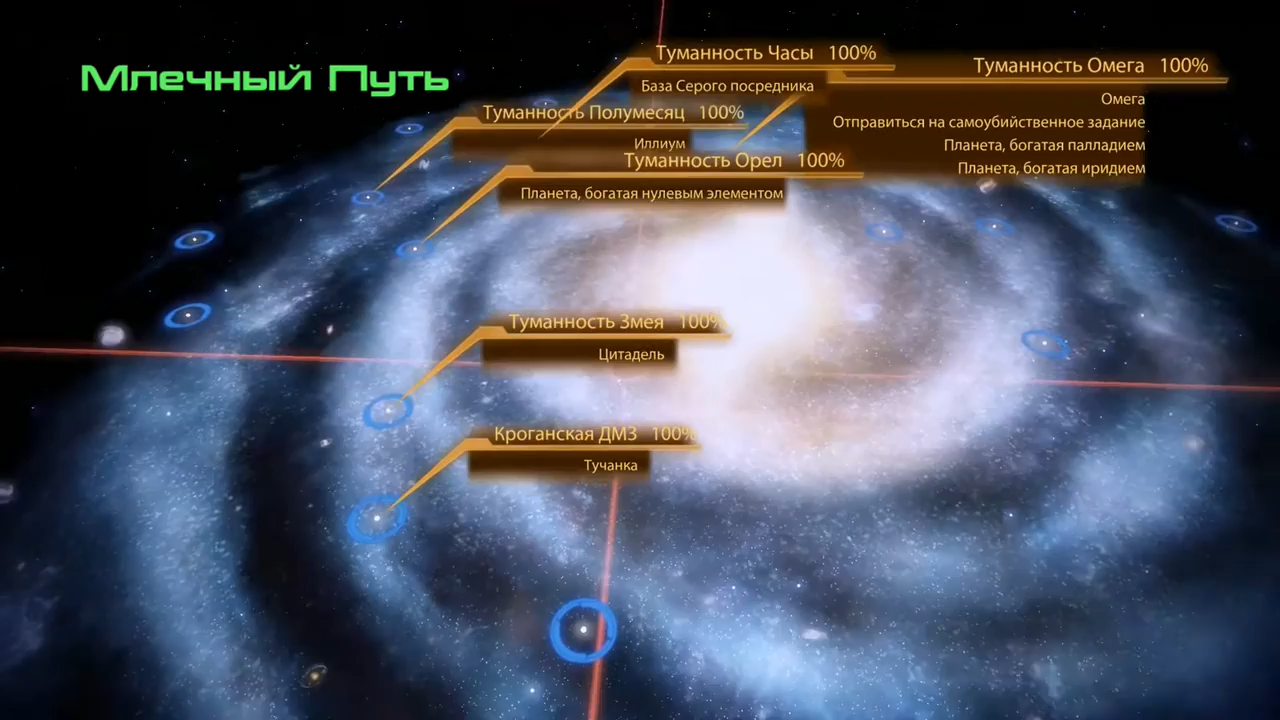 Млечный Путь
Туманность Часы 100%
База Серого посредника
Туманность Омега 100%
Омега
Отправиться на самоубийственное задание
Планета, богатая палладием
Планета, богатая иридием
Туманность Полумесяц 100%
Иллиум
Туманность Орел 100%
Планета, богатая нулевым элементом
Туманность Змея 100%
Цитадель
Кроганская ДМЗ 100%
Тучанка